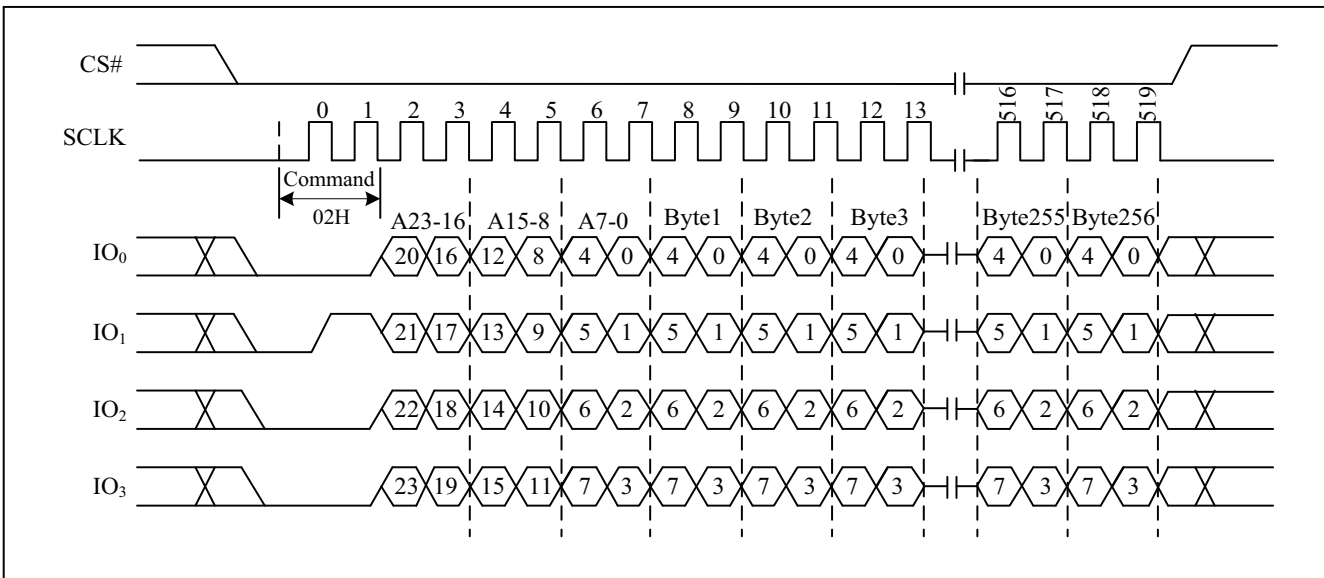 CS#
SCLK
0 1 2 3 4 5 6 7 8 9 10 11 12 13 516 517 518 519
Command
02H
A23-16 A15-8 A7-0 Byte1 Byte2 Byte3 Byte255 Byte256
IO0 20 16 12 8 4 0 4 0 4 0 4 0 4 0 4 0
IO1 21 17 13 9 5 1 5 1 5 1 5 1 5 1 5 1
IO2 22 18 14 10 6 2 6 2 6 2 6 2 6 2 6 2
IO3 23 19 15 11 7 3 7 3 7 3 7 3 7 3 7 3